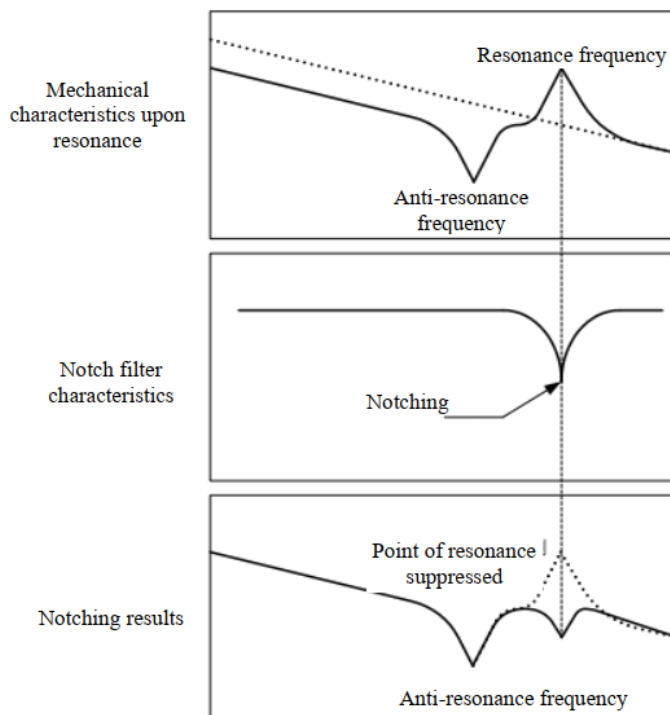 Mechanical
characteristics upon
resonance
Resonance frequency
Anti-resonance
frequency
Notch filter
characteristics
Notching
Notching results
Point of resonance
suppressed
Anti-resonance frequency